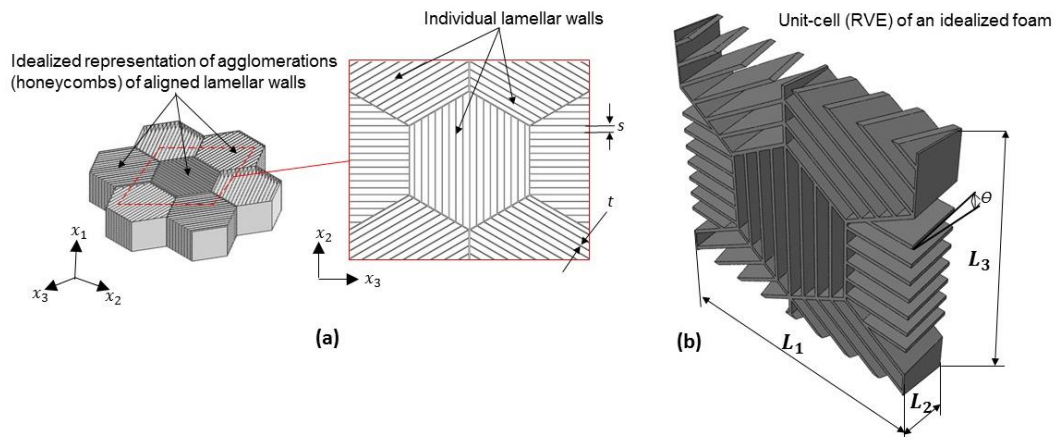 Individual lamellar walls
Unit-cell (RVE) of an idealized foam
Idealized representation of agglomerations
(honeycombs) of aligned lamellar walls
s
t
θ
x₁
x₂
x₃
x₂
x₃
L₃
L₁
L₂
(a)
(b)